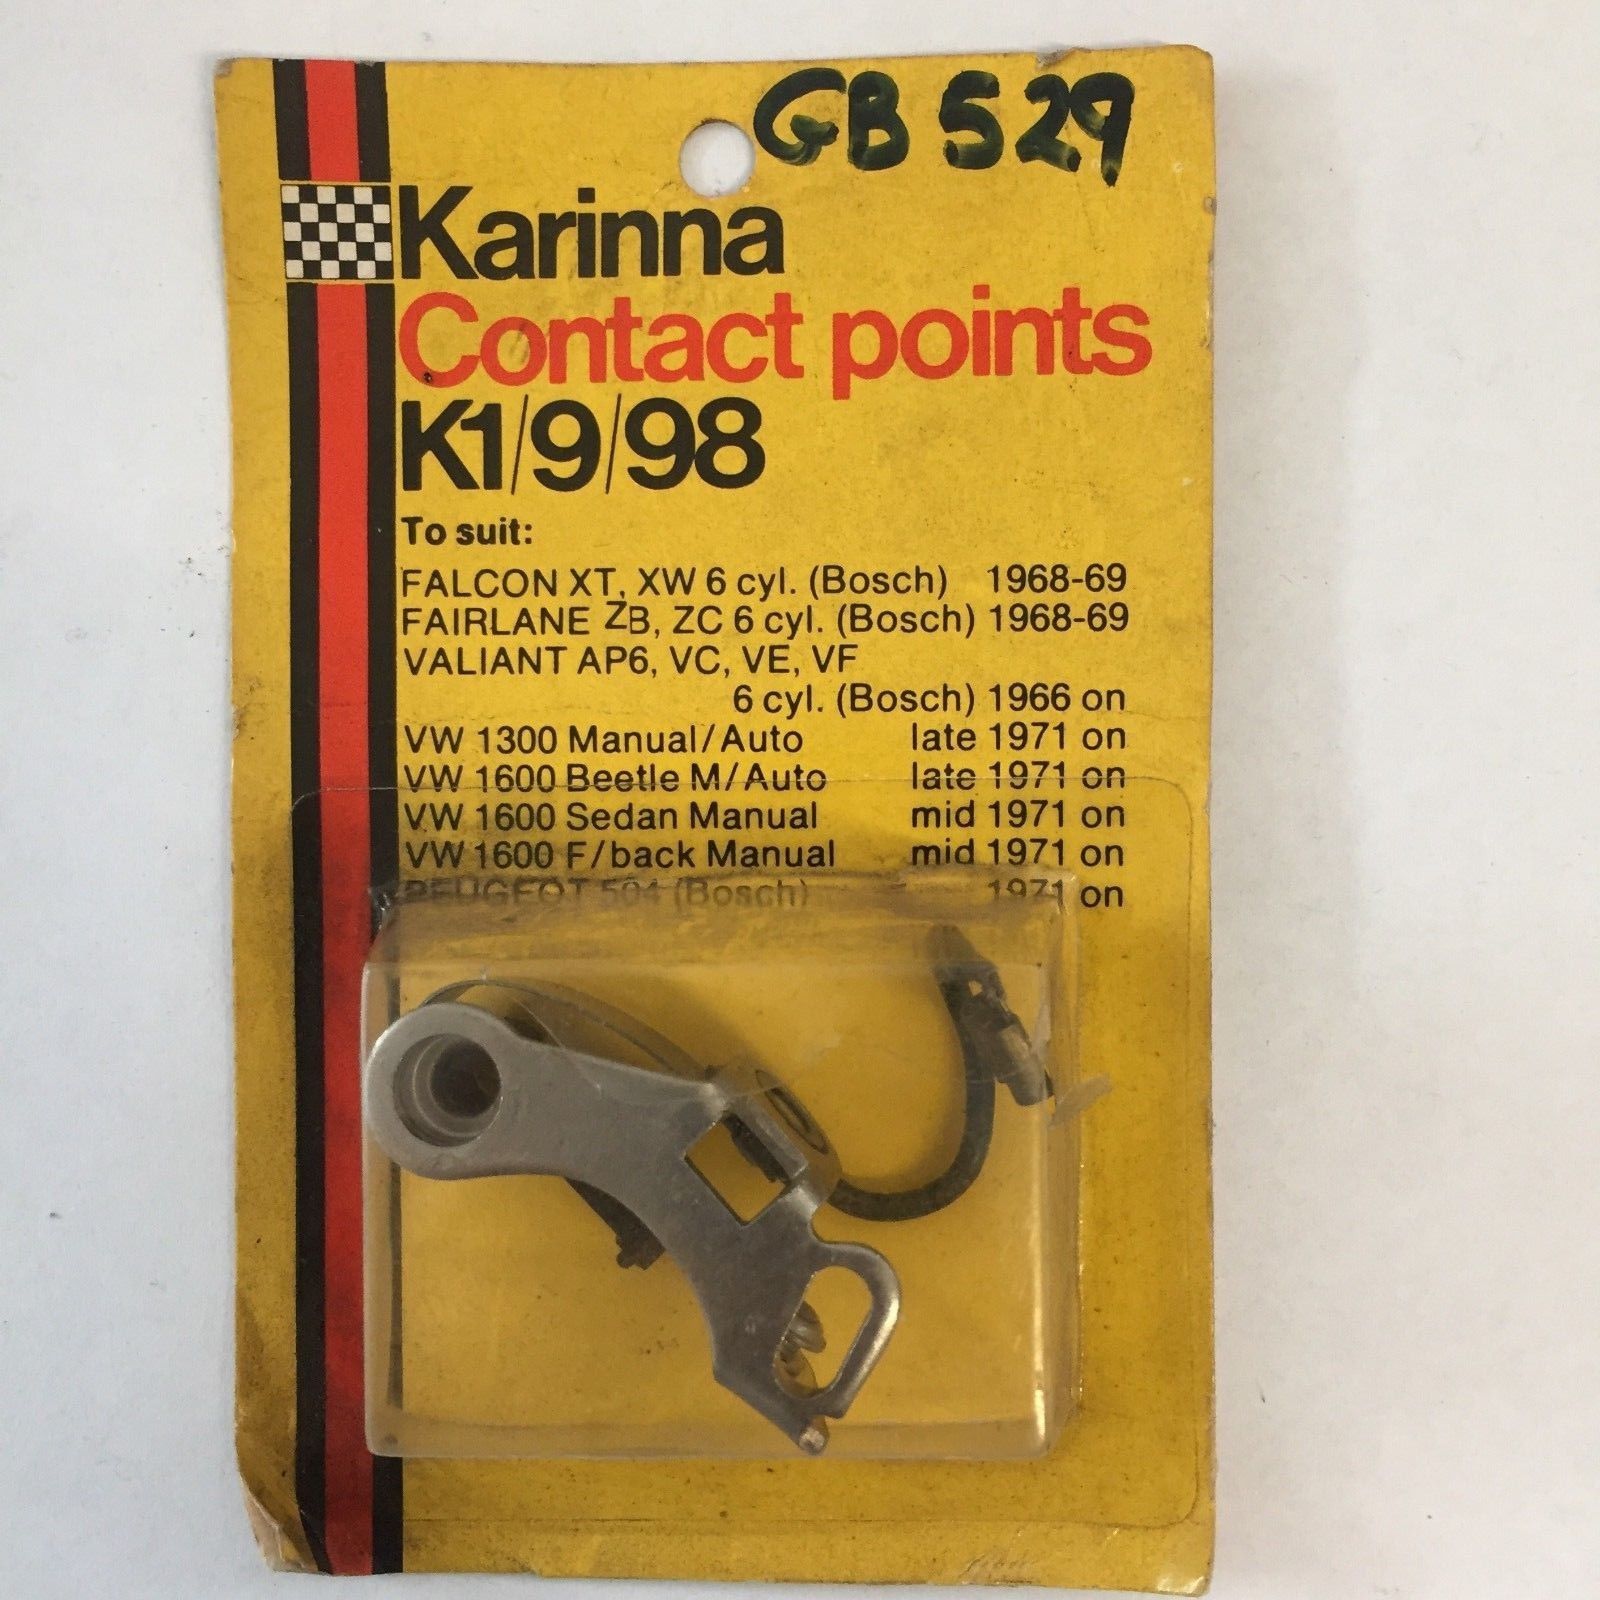 GB 529
Karinna
Contact points
K1/9/98
To suit:
FALCON XT, XW 6 cyl. (Bosch) 1968-69
FAIRLANE ZB, ZC 6 cyl. (Bosch) 1968-69
VALIANT AP6, VC, VE, VF
6 cyl. (Bosch) 1966 on
VW 1300 Manual/Auto late 1971 on
VW 1600 Beetle M/Auto late 1971 on
VW 1600 Sedan Manual mid 1971 on
VW 1600 F/back Manual mid 1971 on
PEUGEOT 504 (Bosch) 1971 on